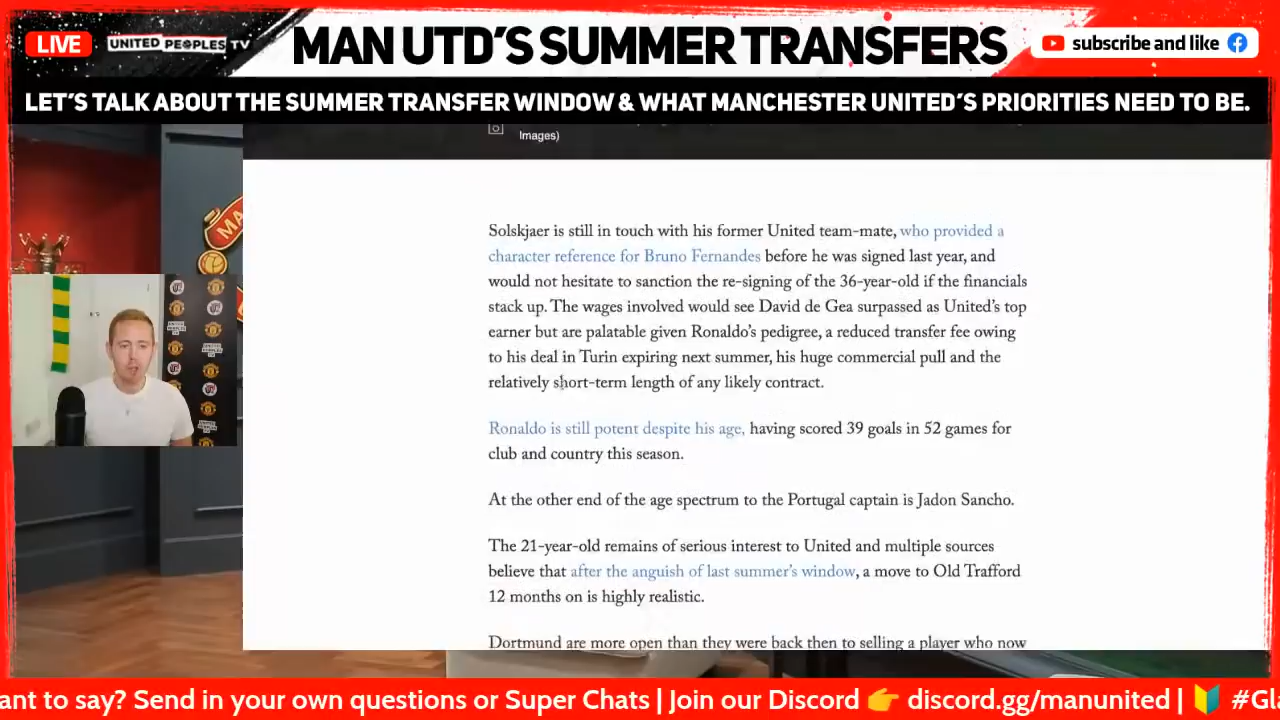 LIVE
UNITED PEOPLES TV
MAN UTD'S SUMMER TRANSFERS
subscribe and like
LET'S TALK ABOUT THE SUMMER TRANSFER WINDOW & WHAT MANCHESTER UNITED'S PRIORITIES NEED TO BE.
Images)
Solskjaer is still in touch with his former United team-mate, who provided a
character reference for Bruno Fernandes before he was signed last year, and
would not hesitate to sanction the re-signing of the 36-year-old if the financials
stack up. The wages involved would see David de Gea surpassed as United's top
earner but are palatable given Ronaldo's pedigree, a reduced transfer fee owing
to his deal in Turin expiring next summer, his huge commercial pull and the
relatively short-term length of any likely contract.
Ronaldo is still potent despite his age, having scored 39 goals in 52 games for
club and country this season.
At the other end of the age spectrum to the Portugal captain is Jadon Sancho.
The 21-year-old remains of serious interest to United and multiple sources
believe that after the anguish of last summer's window, a move to Old Trafford
12 months on is highly realistic.
Dortmund are more open than they were back then to selling a player who now
MA
ant to say? Send in your own questions or Super Chats | Join our Discord 👉 discord.gg/manunited | 🔰 #Gl